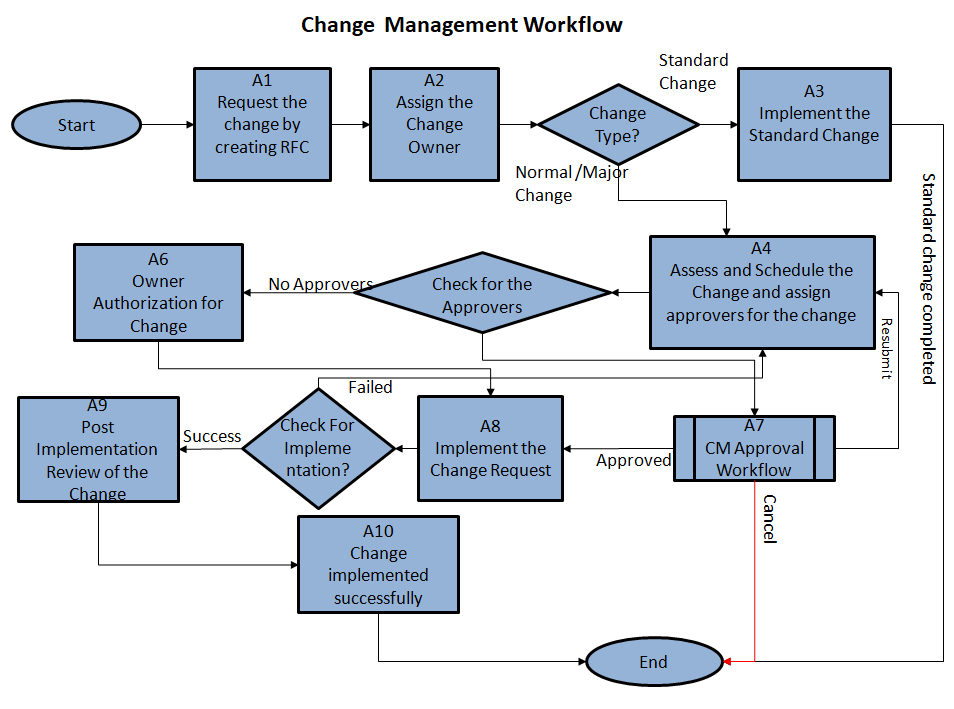 Change  Management Workflow
Start
A1
Request the
change by
creating RFC
A2
Assign the
Change
Owner
Change
Type?
Standard
Change
A3
Implement the
Standard Change
Normal /Major
Change
Standard change completed
A4
Assess and Schedule the
Change and assign
approvers for the change
Check for the
Approvers
No Approvers
A6
Owner
Authorization for
Change
Resubmit
Failed
A9
Post
Implementation
Review of the
Change
Success
Check For
Impleme
ntation?
A8
Implement the
Change Request
Approved
A7
CM Approval
Workflow
Cancel
A10
Change
implemented
successfully
End